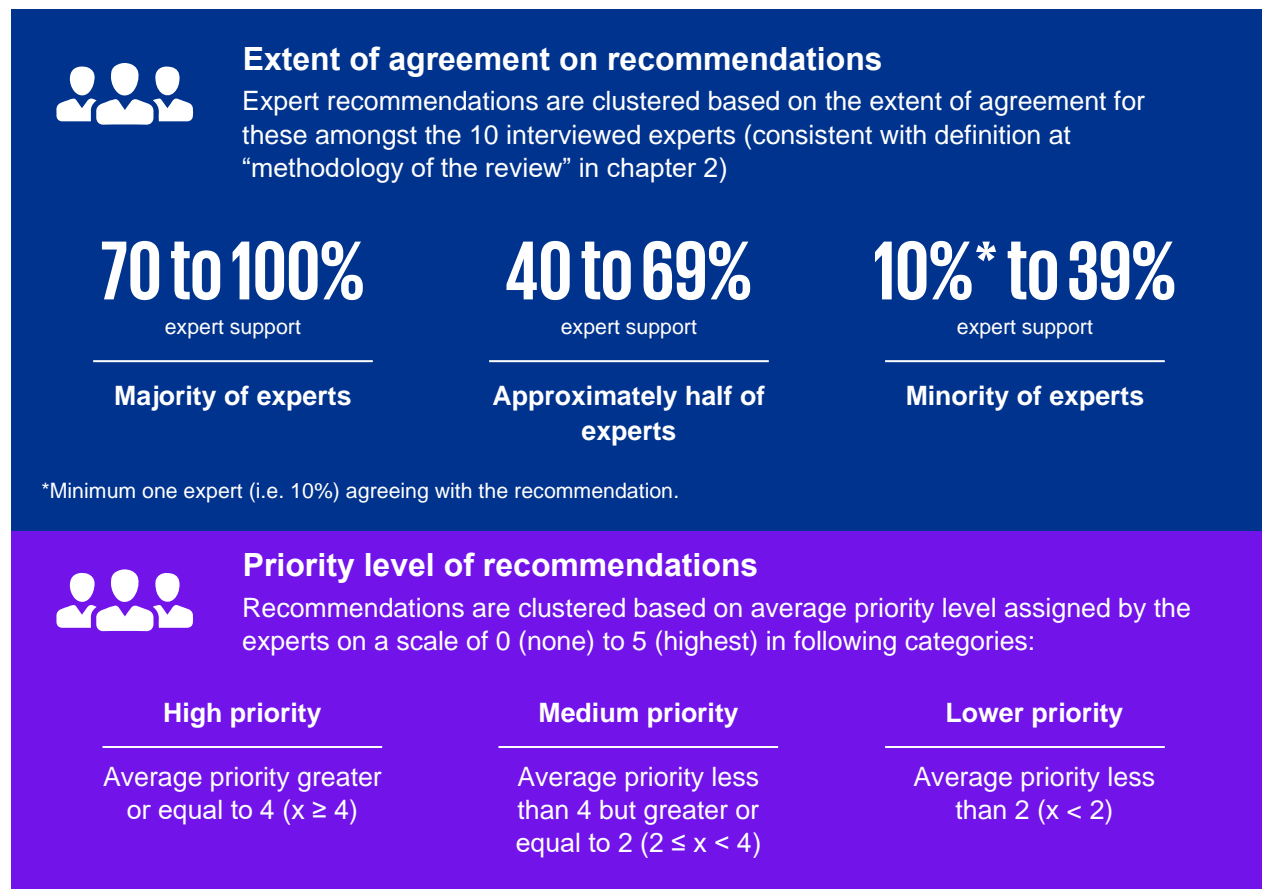 Extent of agreement on recommendations
Expert recommendations are clustered based on the extent of agreement for
these amongst the 10 interviewed experts (consistent with definition at
“methodology of the review” in chapter 2)
70 to 100%
expert support
Majority of experts
40 to 69%
expert support
Approximately half of
experts
10%* to 39%
expert support
Minority of experts
*Minimum one expert (i.e. 10%) agreeing with the recommendation.
Priority level of recommendations
Recommendations are clustered based on average priority level assigned by the
experts on a scale of 0 (none) to 5 (highest) in following categories:
High priority
Average priority greater
or equal to 4 (x ≥ 4)
Medium priority
Average priority less
than 4 but greater or
equal to 2 (2 ≤ x < 4)
Lower priority
Average priority less
than 2 (x < 2)